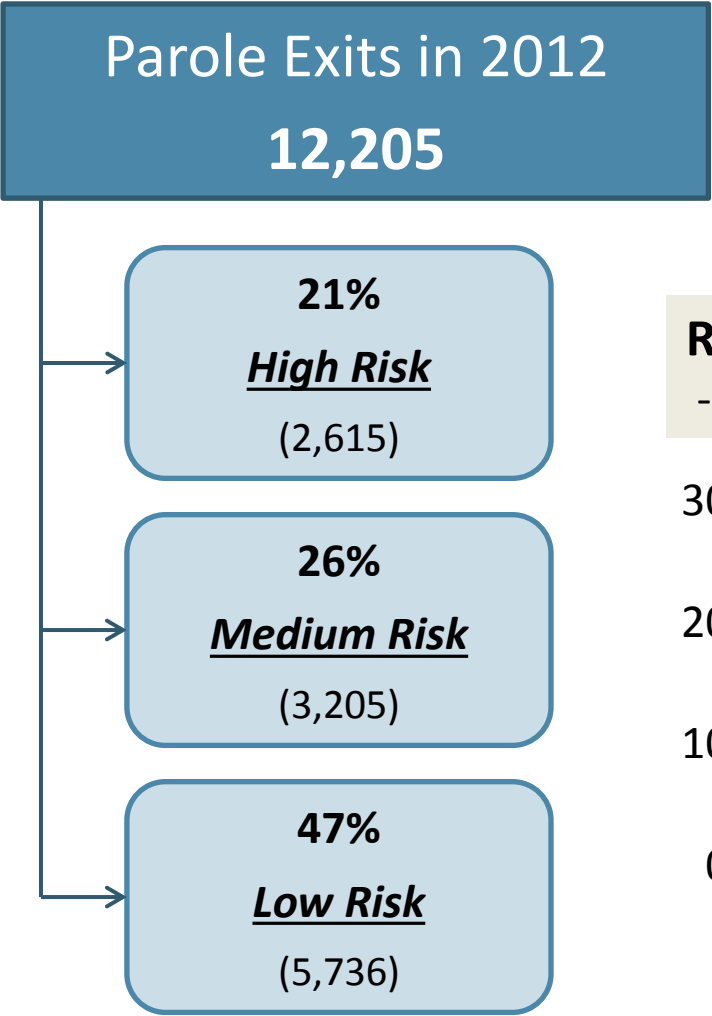 Parole Exits in 2012
12,205
21%
High Risk
(2,615)
26%
Medium Risk
(3,205)
47%
Low Risk
(5,736)